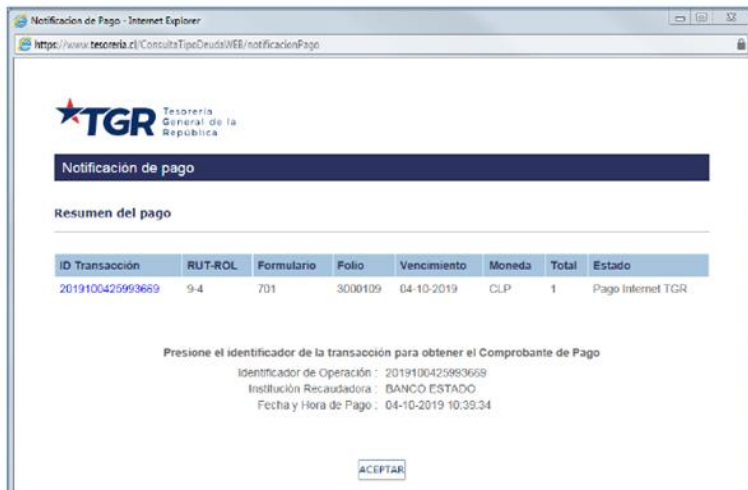 Notificacion de Pago - Internet Explorer
https://www.tesoreria.cl/ConsultaTipoDeudaWEB/notificacionPago
TGR Tesorería General de la República
Notificación de pago
Resumen del pago
ID Transacción RUT-ROL Formulario Folio Vencimiento Moneda Total Estado
2019100425993669 9-4 701 3000109 04-10-2019 CLP 1 Pago Internet TGR
Presione el identificador de la transacción para obtener el Comprobante de Pago
Identificador de Operación : 2019100425993669
Institución Recaudadora : BANCO ESTADO
Fecha y Hora de Pago : 04-10-2019 10:39:34
ACEPTAR